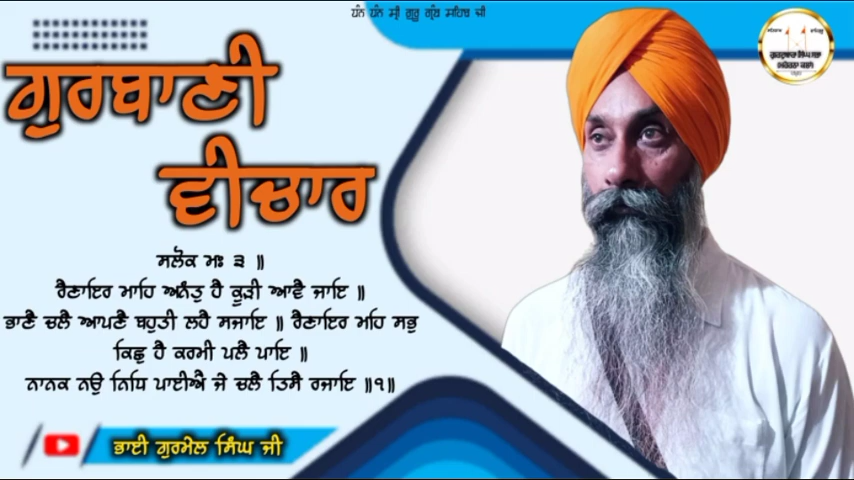 ਧੰਨ ਧੰਨ ਸ੍ਰੀ ਗੁਰੂ ਗ੍ਰੰਥ ਸਾਹਿਬ ਜੀ
ਗੁਰਬਾਣੀ
ਵੀਚਾਰ
ਸਲੋਕ ਮਃ ੩ ॥
ਰੈਣਾਇਰ ਮਾਹਿ ਅਨੰਤੁ ਹੈ ਕੂੜੀ ਆਵੈ ਜਾਇ ॥
ਭਾਣੈ ਚਲੈ ਆਪਣੈ ਬਹੁਤੀ ਲਹੈ ਸਜਾਇ ॥ ਰੈਣਾਇਰ ਮਹਿ ਸਭੁ
ਕਿਛੁ ਹੈ ਕਰਮੀ ਪਲੈ ਪਾਇ ॥
ਨਾਨਕ ਨਉ ਨਿਧਿ ਪਾਈਐ ਜੇ ਚਲੈ ਤਿਸੈ ਰਜਾਇ ॥੧॥
ਭਾਈ ਗੁਰਮੇਲ ਸਿੰਘ ਜੀ